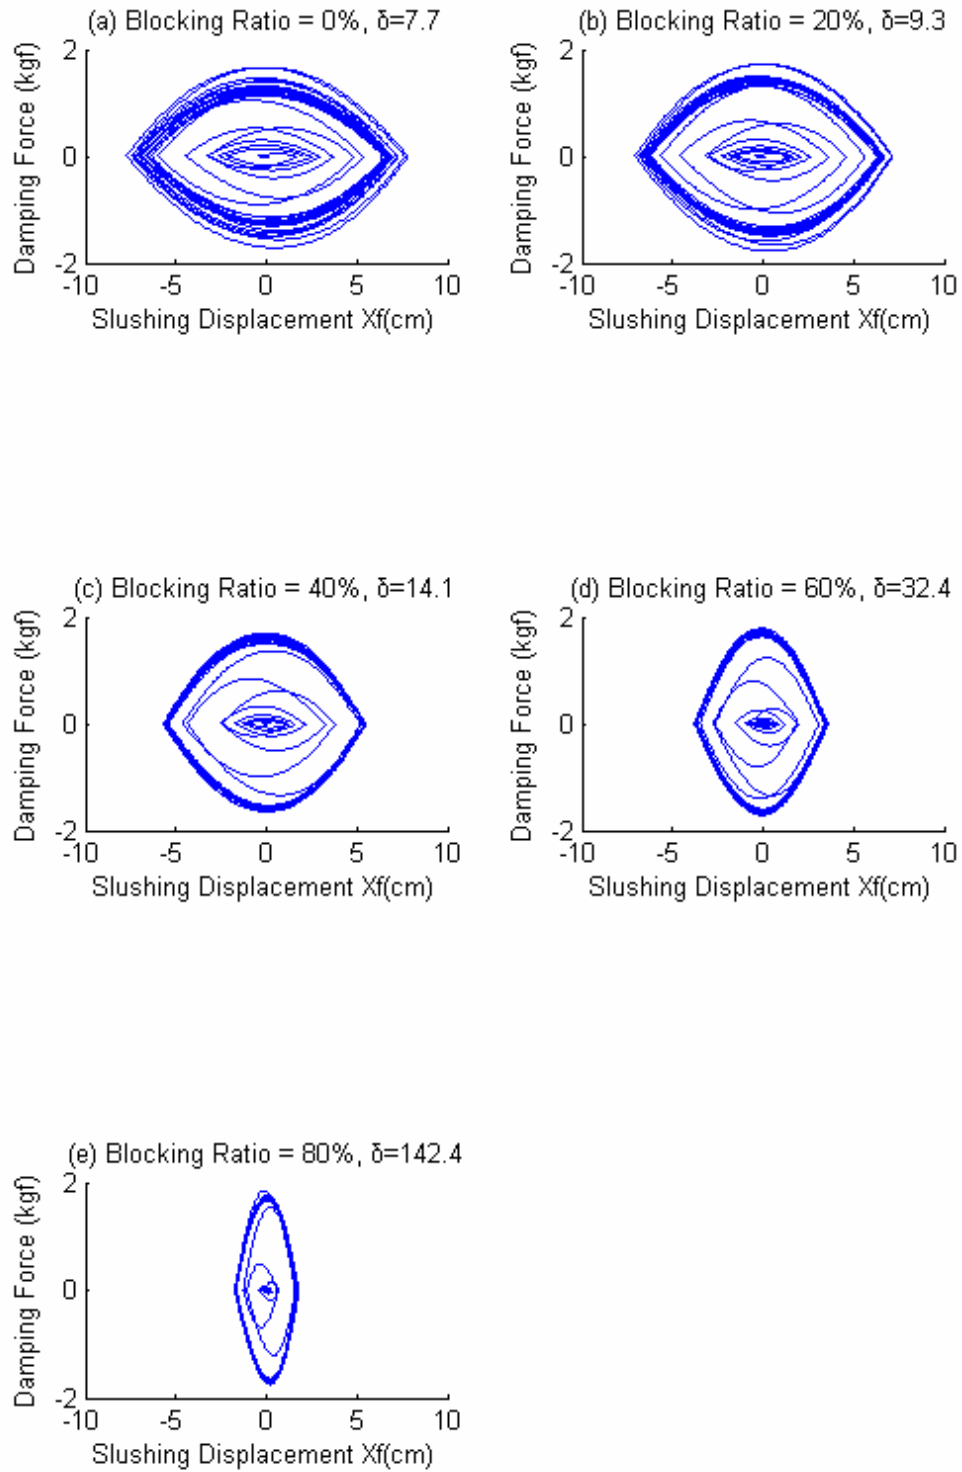 (a) Blocking Ratio = 0%, δ=7.7
2
0
-2
Damping Force (kgf)
-10 -5 0 5 10
Slushing Displacement Xf(cm)
(b) Blocking Ratio = 20%, δ=9.3
2
0
-2
Damping Force (kgf)
-10 -5 0 5 10
Slushing Displacement Xf(cm)
(c) Blocking Ratio = 40%, δ=14.1
2
0
-2
Damping Force (kgf)
-10 -5 0 5 10
Slushing Displacement Xf(cm)
(d) Blocking Ratio = 60%, δ=32.4
2
0
-2
Damping Force (kgf)
-10 -5 0 5 10
Slushing Displacement Xf(cm)
(e) Blocking Ratio = 80%, δ=142.4
2
0
-2
Damping Force (kgf)
-10 -5 0 5 10
Slushing Displacement Xf(cm)